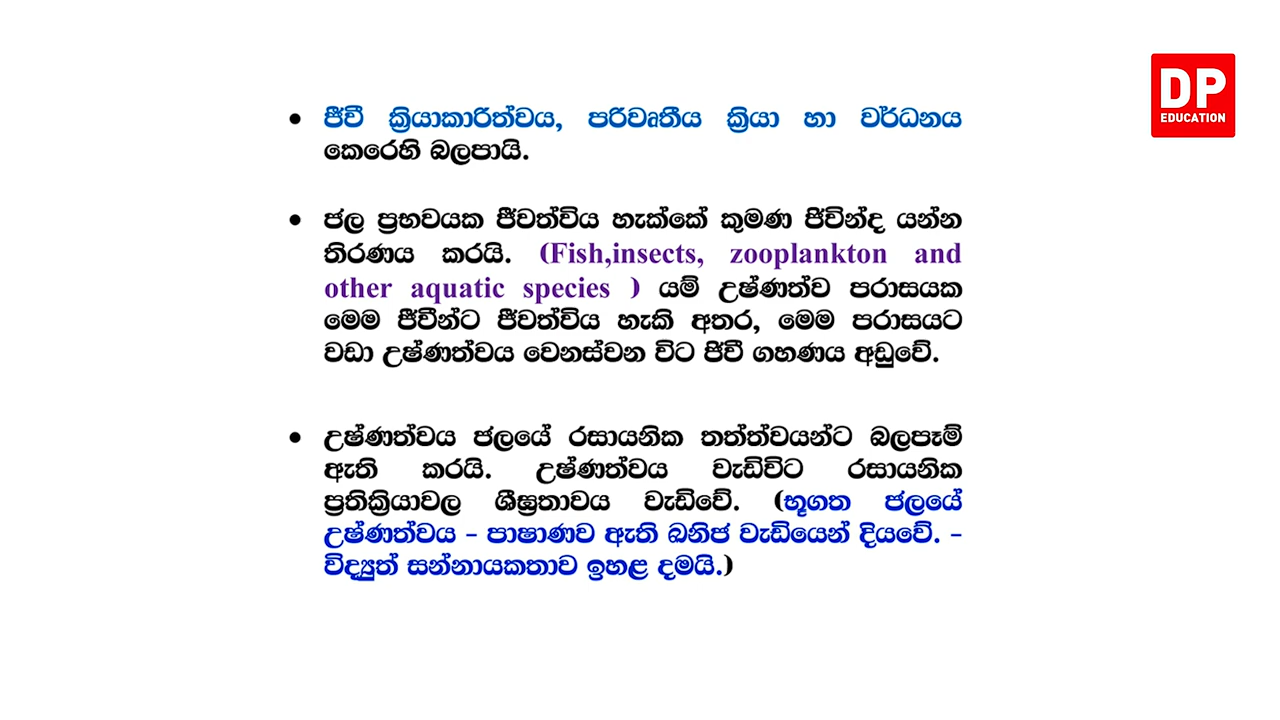 DP
EDUCATION
• ජීවී ක්‍රියාකාරිත්වය, පරිවෘතීය ක්‍රියා හා වර්ධනය
කෙරෙහි බලපායි.
• ජල ප්‍රභවයක ජීවත්විය හැක්කේ කුමණ ජීවීන්ද යන්න
තිරණය කරයි. (Fish,insects, zooplankton and
other aquatic species ) යම් උෂ්ණත්ව පරාසයක
මෙම ජීවීන්ට ජීවත්විය හැකි අතර, මෙම පරාසයට
වඩා උෂ්ණත්වය වෙනස්වන විට ජීවී ගහණය අඩුවේ.
• උෂ්ණත්වය ජලයේ රසායනික තත්ත්වයන්ට බලපෑම්
ඇති කරයි. උෂ්ණත්වය වැඩිවිට රසායනික
ප්‍රතික්‍රියාවල ශීඝ්‍රතාවය වැඩිවේ. (භූගත ජලයේ
උෂ්ණත්වය – පාෂාණව ඇති ඛනිජ වැඩියෙන් දියවේ. –
විද්‍යුත් සන්නායකතාව ඉහළ දමයි.)